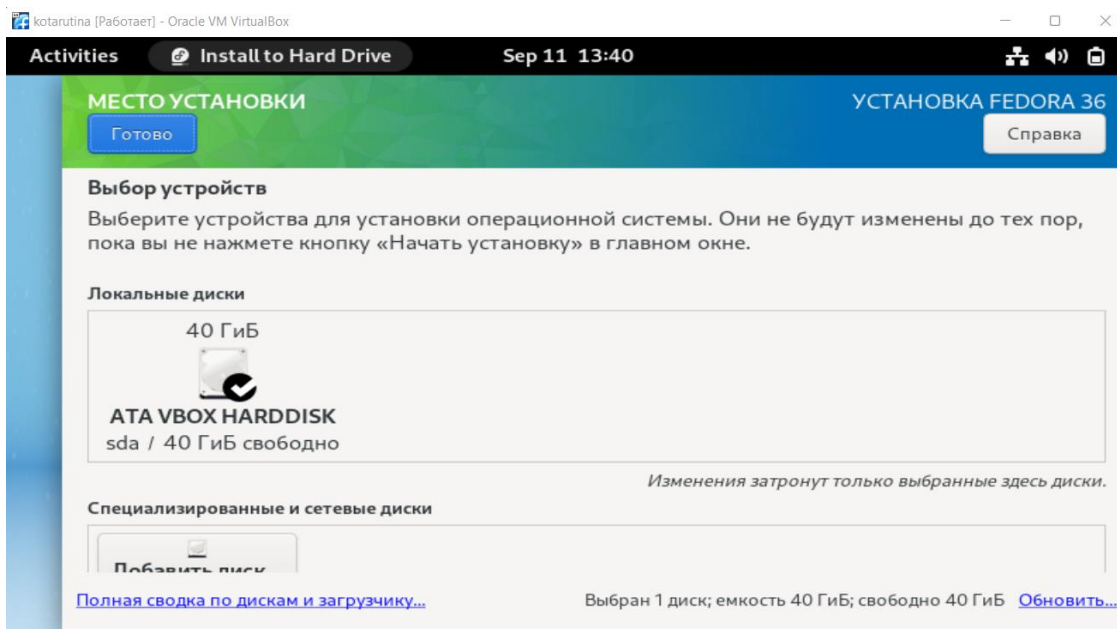 kotarutina [Работает] - Oracle VM VirtualBox
Activities Install to Hard Drive Sep 11 13:40
МЕСТО УСТАНОВКИ УСТАНОВКА FEDORA 36
Готово Справка
Выбор устройств
Выберите устройства для установки операционной системы. Они не будут изменены до тех пор,
пока вы не нажмете кнопку «Начать установку» в главном окне.
Локальные диски
40 ГиБ
ATA VBOX HARDDISK
sda / 40 ГиБ свободно
Изменения затронут только выбранные здесь диски.
Специализированные и сетевые диски
Добавить диск
Полная сводка по дискам и загрузчику... Выбран 1 диск; емкость 40 ГиБ; свободно 40 ГиБ Обновить...